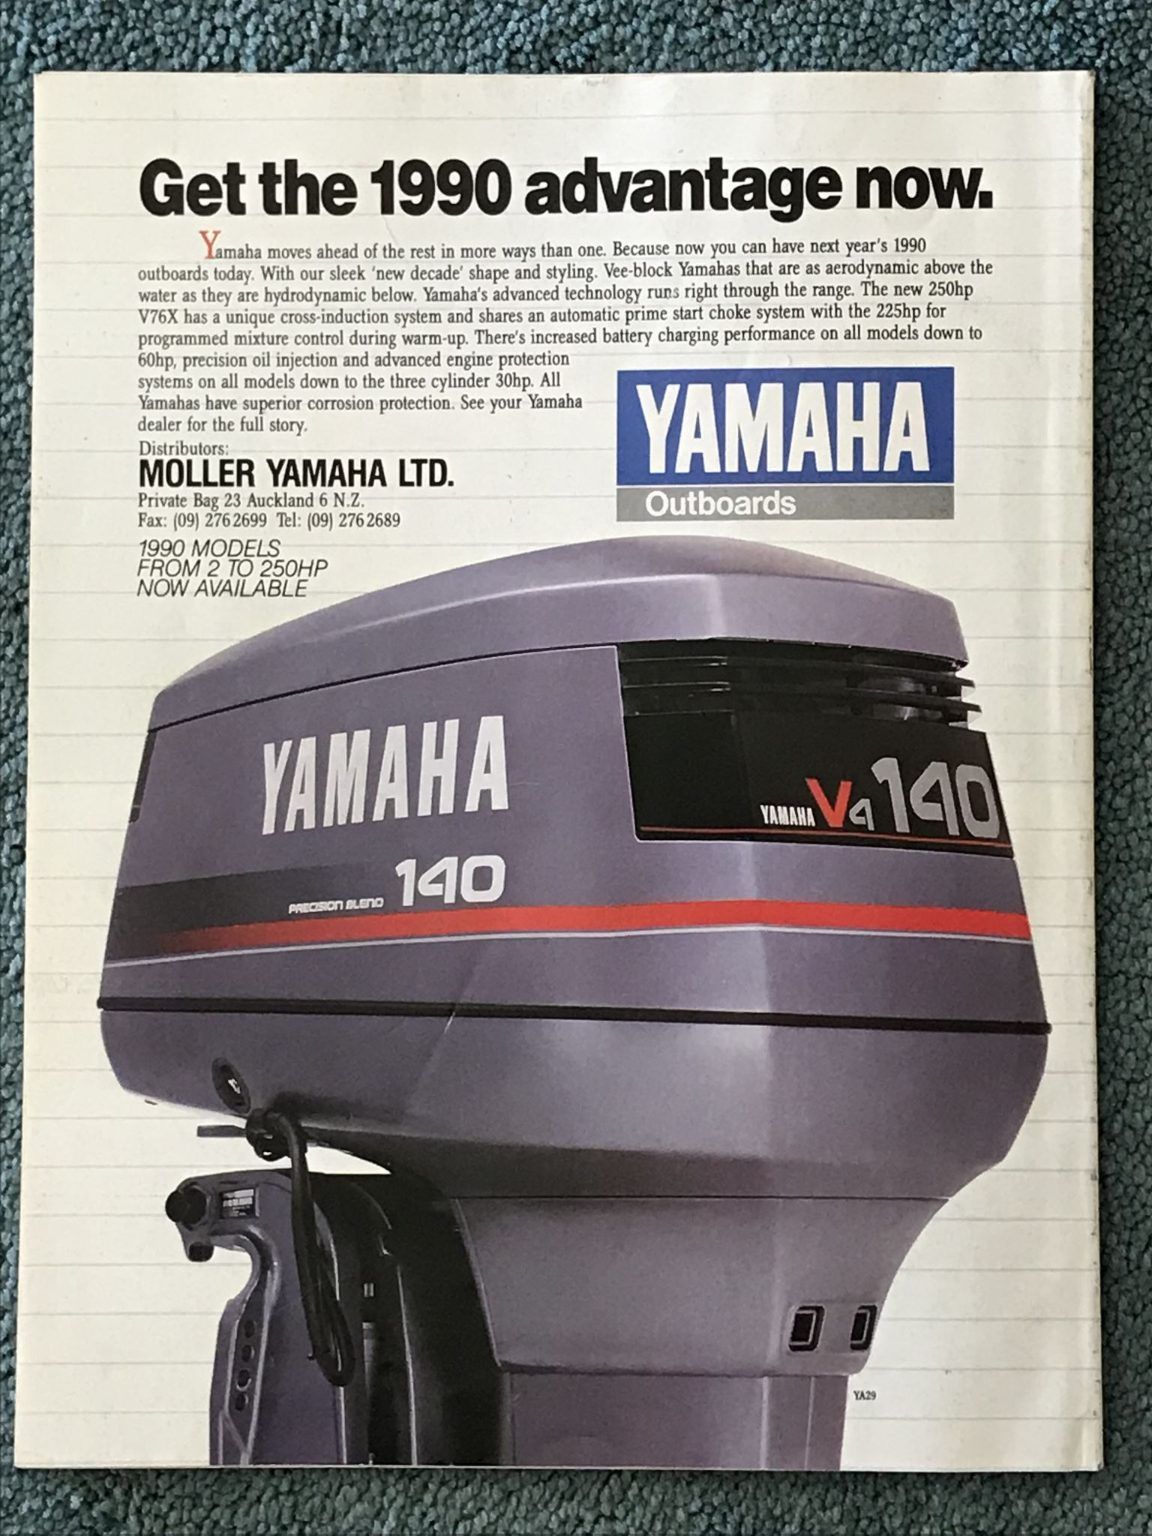 Get the 1990 advantage now.
Yamaha moves ahead of the rest in more ways than one. Because now you can have next year's 1990
outboards today. With our sleek 'new decade' shape and styling. Vee-block Yamahas that are as aerodynamic above the
water as they are hydrodynamic below. Yamaha's advanced technology runs right through the range. The new 250hp
V76X has a unique cross-induction system and shares an automatic prime start choke system with the 225hp for
programmed mixture control during warm-up. There's increased battery charging performance on all models down to
60hp, precision oil injection and advanced engine protection
systems on all models down to the three cylinder 30hp. All
Yamahas have superior corrosion protection. See your Yamaha
dealer for the full story.
Distributors:
MOLLER YAMAHA LTD.
Private Bag 23 Auckland 6 N.Z.
Fax: (09) 276 2699 Tel: (09) 276 2689
1990 MODELS
FROM 2 TO 250HP
NOW AVAILABLE
YAMAHA
Outboards
YAMAHA
140
PRECISION BLEND
YAMAHA V4 140
YA29